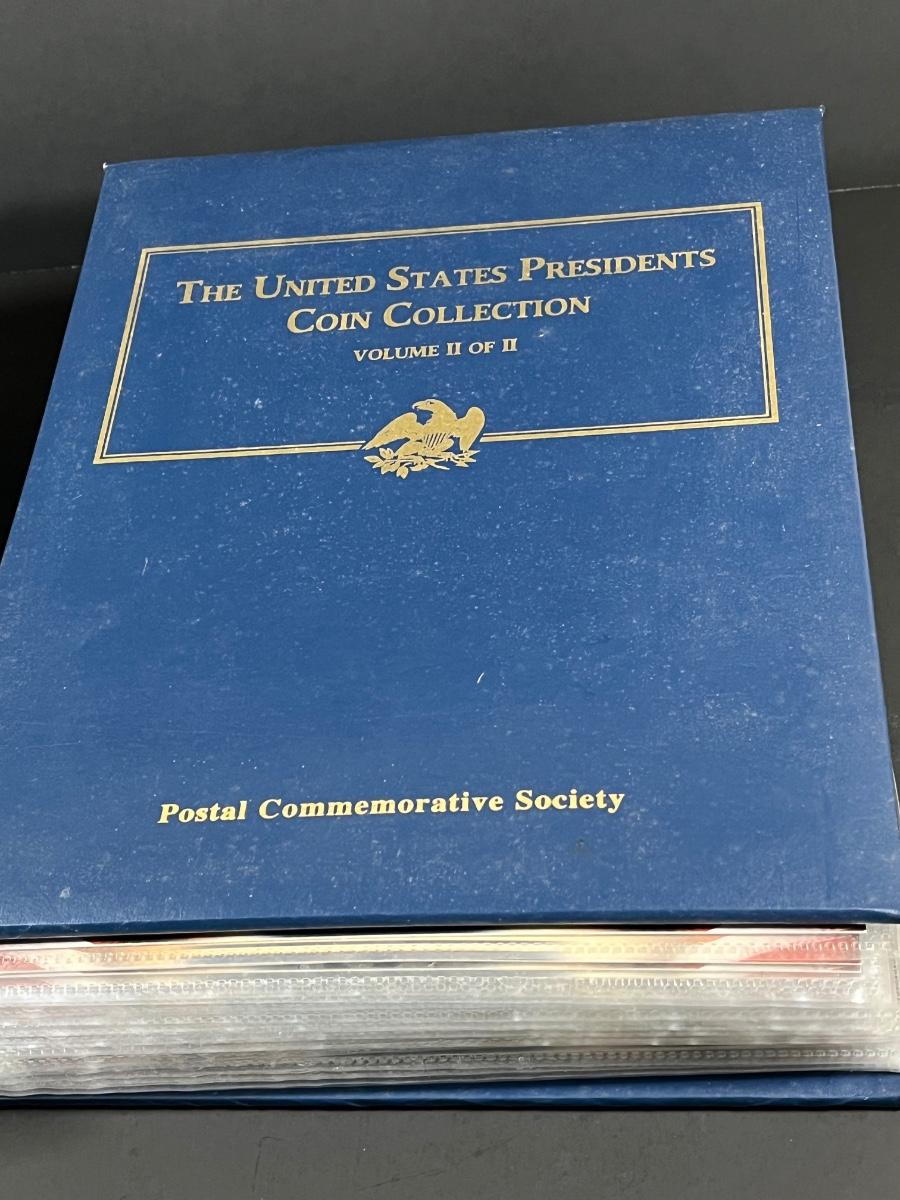 THE UNITED STATES PRESIDENTS
COIN COLLECTION
VOLUME II OF II
Postal Commemorative Society